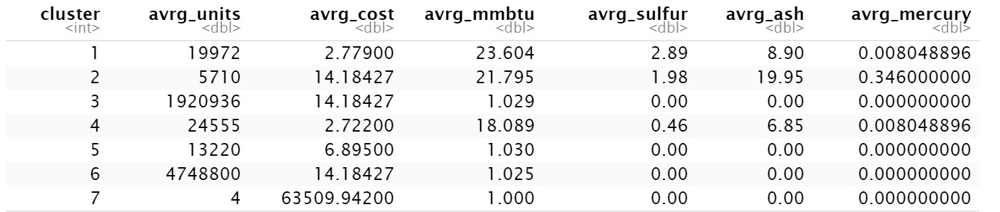 cluster avrg_units avrg_cost avrg_mmbtu avrg_sulfur avrg_ash avrg_mercury
<int> <dbl> <dbl> <dbl> <dbl> <dbl> <dbl>
1 19972 2.77900 23.604 2.89 8.90 0.008048896
2 5710 14.18427 21.795 1.98 19.95 0.346000000
3 1920936 14.18427 1.029 0.00 0.00 0.000000000
4 24555 2.72200 18.089 0.46 6.85 0.008048896
5 13220 6.89500 1.030 0.00 0.00 0.000000000
6 4748800 14.18427 1.025 0.00 0.00 0.000000000
7 4 63509.94200 1.000 0.00 0.00 0.000000000